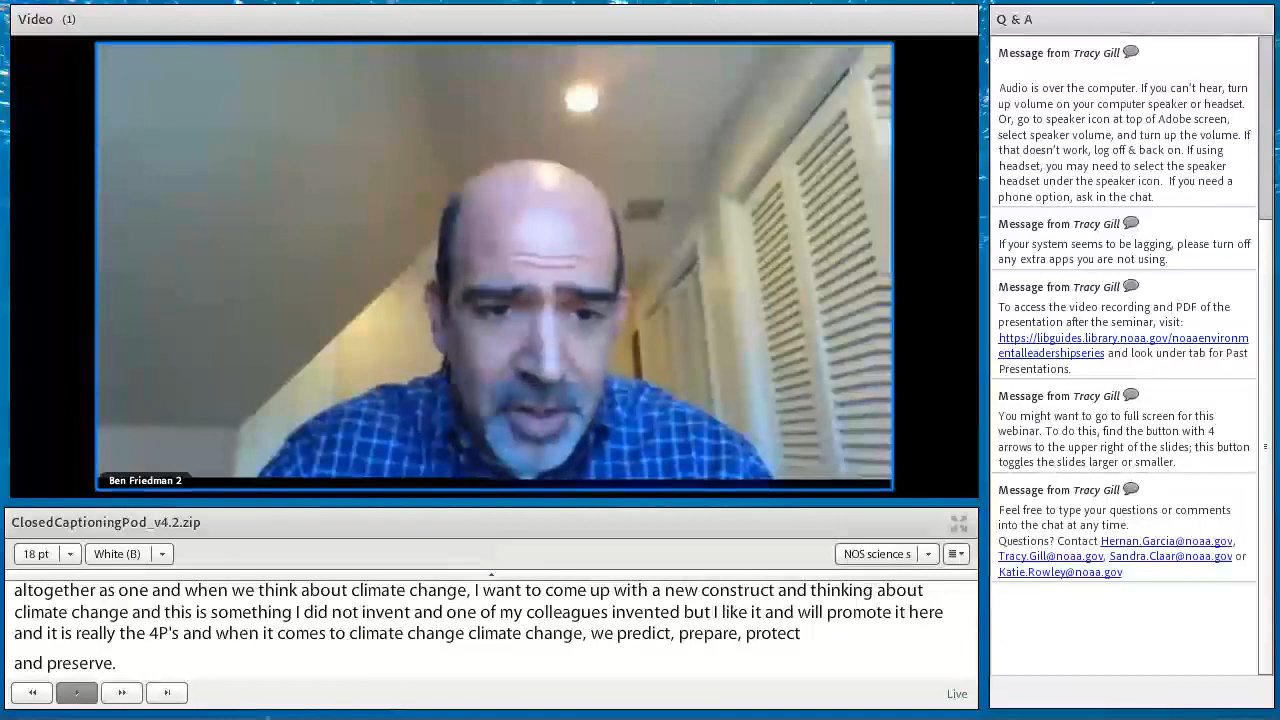 Video (1)
Ben Friedman 2
ClosedCaptioningPod_v4.2.zip
18 pt
White (B)
NOS science s
altogether as one and when we think about climate change, I want to come up with a new construct and thinking about
climate change and this is something I did not invent and one of my colleagues invented but I like it and will promote it here
and it is really the 4P's and when it comes to climate change climate change, we predict, prepare, protect
and preserve.
Live
Q & A
Message from Tracy Gill
Audio is over the computer. If you can't hear, turn
up volume on your computer speaker or headset.
Or, go to speaker icon at top of Adobe screen,
select speaker volume, and turn up the volume. If
that doesn't work, log off & back on. If using
headset, you may need to select the speaker
headset under the speaker icon. If you need a
phone option, ask in the chat.
Message from Tracy Gill
If your system seems to be lagging, please turn off
any extra apps you are not using.
Message from Tracy Gill
To access the video recording and PDF of the
presentation after the seminar, visit:
https://libguides.library.noaa.gov/noaaenvironm
entalleadershipseries and look under tab for Past
Presentations.
Message from Tracy Gill
You might want to go to full screen for this
webinar. To do this, find the button with 4
arrows to the upper right of the slides; this button
toggles the slides larger or smaller.
Message from Tracy Gill
Feel free to type your questions or comments
into the chat at any time.
Questions? Contact Hernan.Garcia@noaa.gov,
Tracy.Gill@noaa.gov, Sandra.Claar@noaa.gov or
Katie.Rowley@noaa.gov